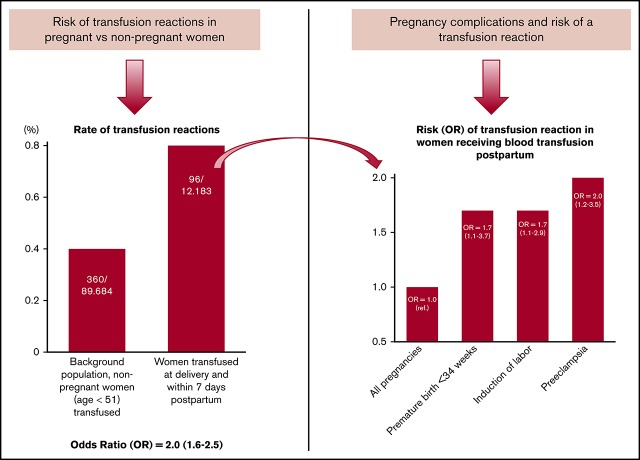 Risk of transfusion reactions in
pregnant vs non-pregnant women
(%)
Rate of transfusion reactions
0.8
0.6
0.4
0.2
0
360/
89.684
96/
12.183
Background
population, non-
pregnant women
(age < 51)
transfused
Women transfused
at delivery and
within 7 days
postpartum
Odds Ratio (OR) = 2.0 (1.6-2.5)
Pregnancy complications and risk of a
transfusion reaction
Risk (OR) of transfusion reaction in
women receiving blood transfusion
postpartum
2.0
1.5
1.0
0.5
OR = 1.0
(ref.)
OR = 1.7
(1.1-3.7)
OR = 1.7
(1.1-2.9)
OR = 2.0
(1.2-3.5)
All pregnancies
Premature birth <34 weeks
Induction of labor
Preeclampsia